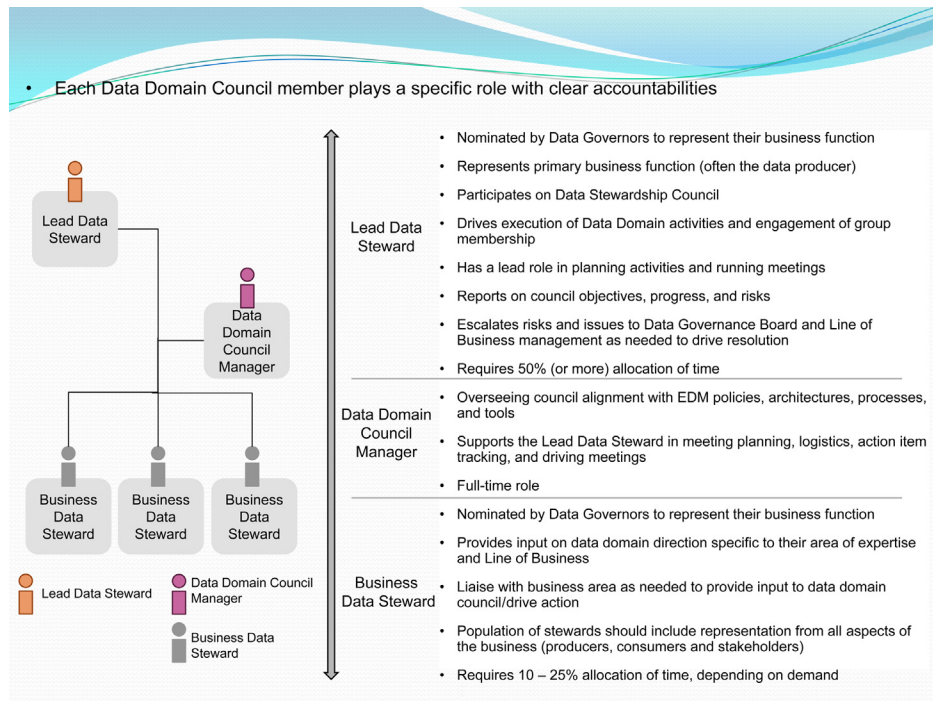 • Each Data Domain Council member plays a specific role with clear accountabilities
Lead Data
Steward
Data
Domain
Council
Manager
Business
Data
Steward
Business
Data
Steward
Business
Data
Steward
Lead Data Steward
Data Domain Council
Manager
Business Data
Steward
Lead Data
Steward
• Nominated by Data Governors to represent their business function
• Represents primary business function (often the data producer)
• Participates on Data Stewardship Council
• Drives execution of Data Domain activities and engagement of group
membership
• Has a lead role in planning activities and running meetings
• Reports on council objectives, progress, and risks
• Escalates risks and issues to Data Governance Board and Line of
Business management as needed to drive resolution
• Requires 50% (or more) allocation of time
Data Domain
Council
Manager
• Overseeing council alignment with EDM policies, architectures, processes,
and tools
• Supports the Lead Data Steward in meeting planning, logistics, action item
tracking, and driving meetings
• Full-time role
Business
Data Steward
• Nominated by Data Governors to represent their business function
• Provides input on data domain direction specific to their area of expertise
and Line of Business
• Liaise with business area as needed to provide input to data domain
council/drive action
• Population of stewards should include representation from all aspects of
the business (producers, consumers and stakeholders)
• Requires 10 – 25% allocation of time, depending on demand